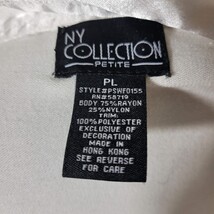 NY
COLLECTION
PETITE
PL
STYLE#PSWF0155
RN#58719
BODY 75%RAYON
25%NYLON
TRIM:
100%POLYESTER
EXCLUSIVE OF
DECORATION
MADE IN
HONG KONG
SEE REVERSE
FOR CARE